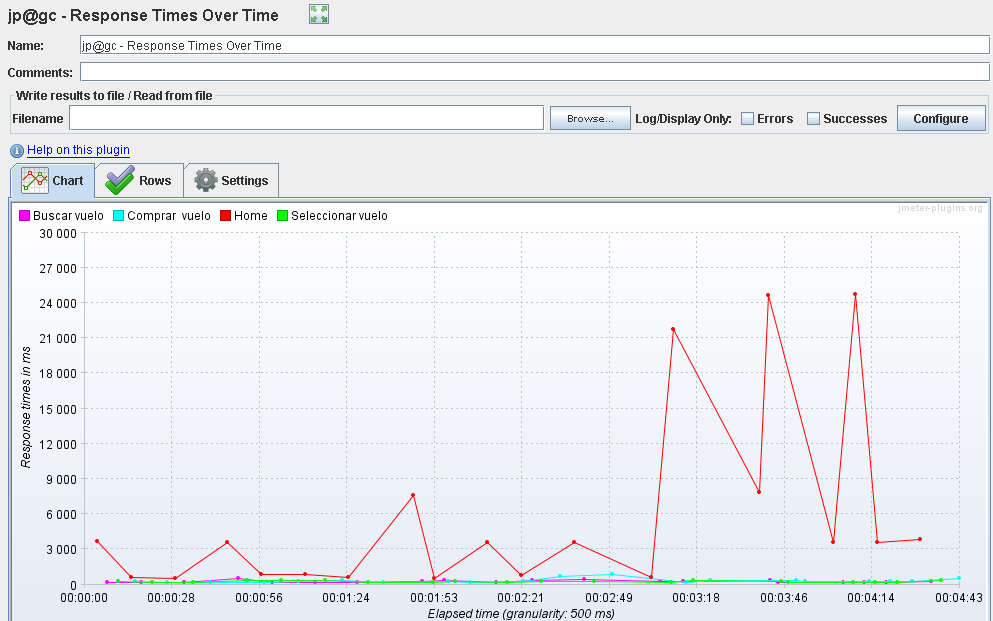 jp@gc - Response Times Over Time
Name: jp@gc - Response Times Over Time
Comments:
Write results to file / Read from file
Filename Browse... Log/Display Only: Errors Successes Configure
Help on this plugin
Chart Rows Settings
jmeter-plugins.org
Buscar vuelo Comprar vuelo Home Seleccionar vuelo
30 000
27 000
24 000
21 000
18 000
15 000
12 000
9 000
6 000
3 000
0
Response times in ms
00:00:00 00:00:28 00:00:56 00:01:24 00:01:53 00:02:21 00:02:49 00:03:18 00:03:46 00:04:14 00:04:43
Elapsed time (granularity: 500 ms)